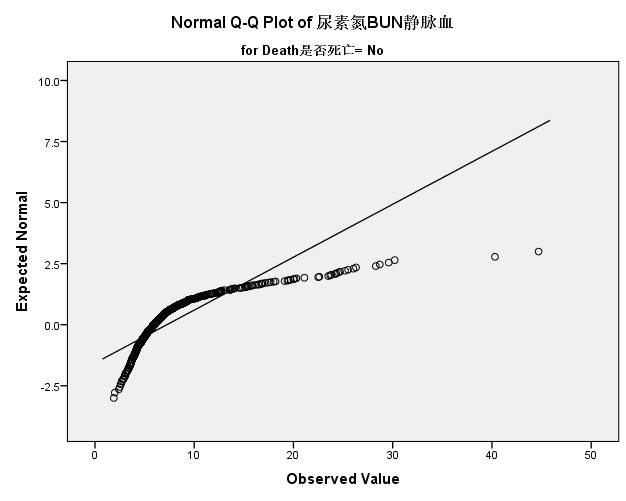 Normal Q-Q Plot of 尿素氮BUN静脉血
for Death是否死亡= No
10.0
7.5
5.0
2.5
0.0
-2.5
Expected Normal
0 10 20 30 40 50
Observed Value